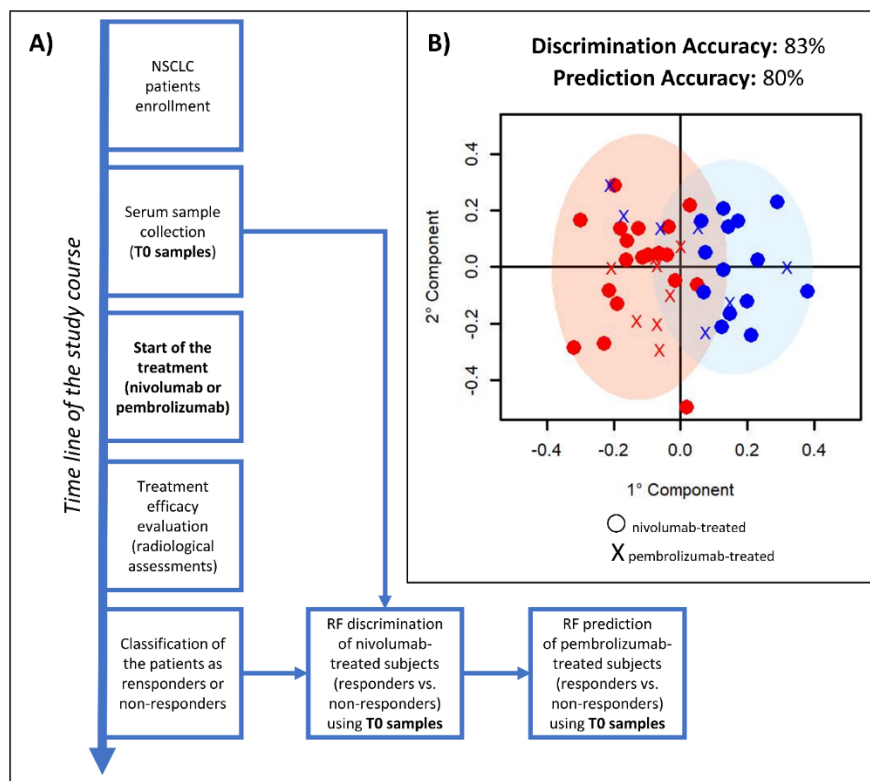 A)
Time line of the study course
NSCLC
patients
enrollment
Serum sample
collection
(T0 samples)
Start of the
treatment
(nivolumab or
pembrolizumab)
Treatment
efficacy
evaluation
(radiological
assessments)
Classification of
the patients as
rensponders or
non-responders
RF discrimination
of nivolumab-
treated subjects
(responders vs.
non-responders)
using T0 samples
RF prediction
of pembrolizumab-
treated subjects
(responders vs.
non-responders)
using T0 samples
B)
Discrimination Accuracy: 83%
Prediction Accuracy: 80%
2° Component
0.4
0.2
0.0
-0.2
-0.4
-0.4 -0.2 0.0 0.2 0.4
1° Component
nivolumab-treated
X pembrolizumab-treated